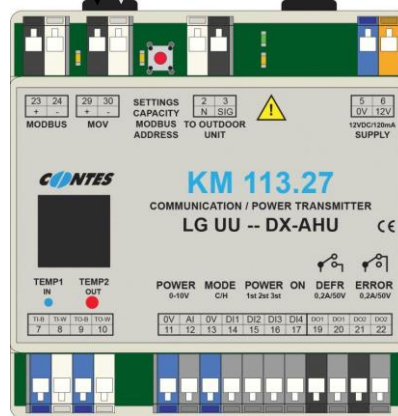 23 24 29 30 SETTINGS 2 3 5 6
+ - + - CAPACITY N SIG 0V 12V
MODBUS MOV MODBUS TO OUTDOOR 12VDC/120mA
ADDRESS UNIT SUPPLY
CONTES
KM 113.27
COMMUNICATION / POWER TRANSMITTER
LG UU -- DX-AHU CE
TEMP1 TEMP2 POWER MODE POWER ON DEFR ERROR
IN OUT 0-10V C/H 1st 2st 3st 0,2A/50V 0,2A/50V
TI-B TI-W TO-B TO-W 0V AI 0V DI1 DI2 DI3 DI4 DO1 DO1 DO2 DO2
7 8 9 10 11 12 13 14 15 16 17 19 20 21 22